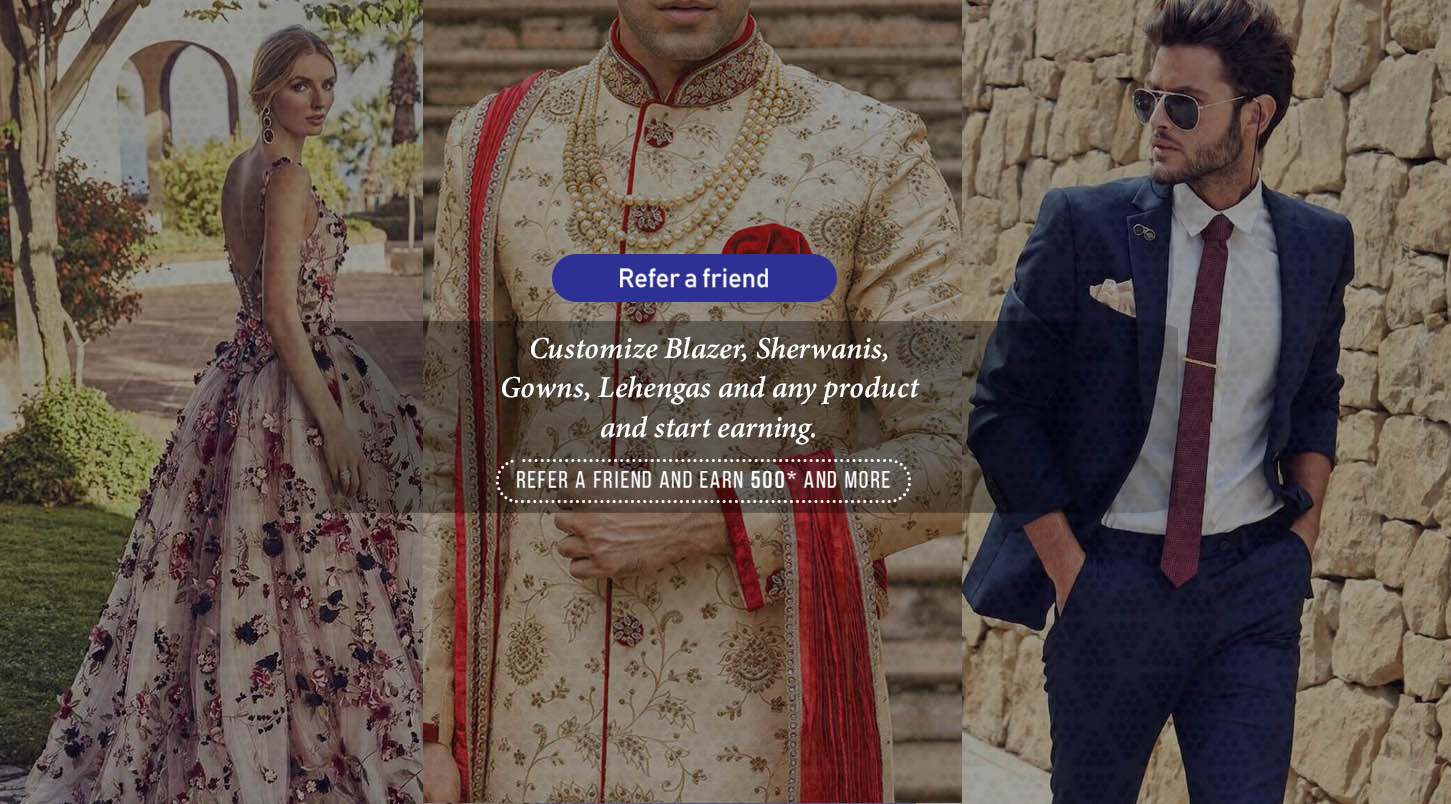 Refer a friend
Customize Blazer, Sherwanis,
Gowns, Lehengas and any product
and start earning.
REFER A FRIEND AND EARN 500* AND MORE